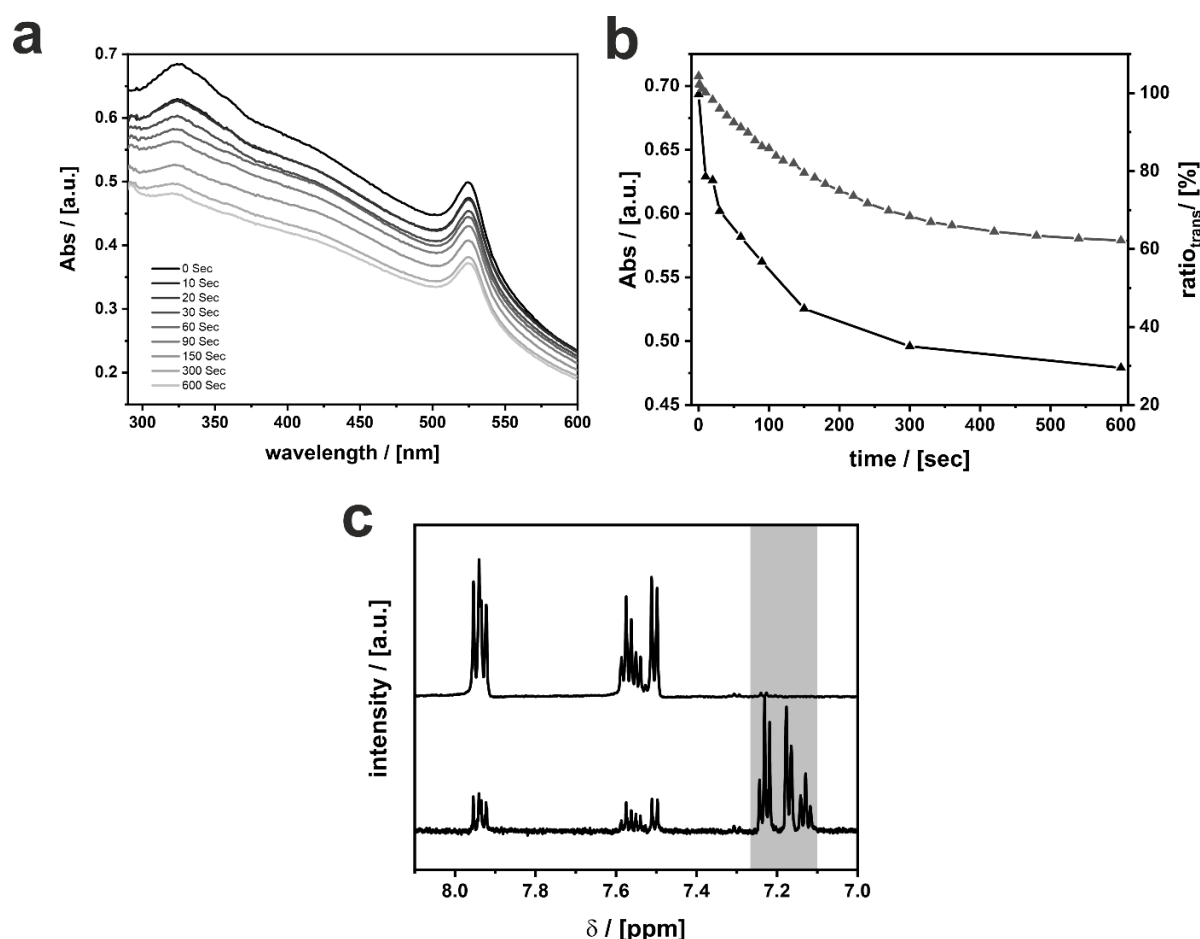 a
0.7
0.6
0.5
0.4
0.3
0.2
Abs / [a.u.]
0 Sec
10 Sec
20 Sec
30 Sec
60 Sec
90 Sec
150 Sec
300 Sec
600 Sec
300 350 400 450 500 550 600
wavelength / [nm]
b
0.70
0.65
0.60
0.55
0.50
0.45
Abs / [a.u.]
100
80
60
40
20
ratio_trans / [%]
0 100 200 300 400 500 600
time / [sec]
c
intensity / [a.u.]
8.0 7.8 7.6 7.4 7.2 7.0
δ / [ppm]